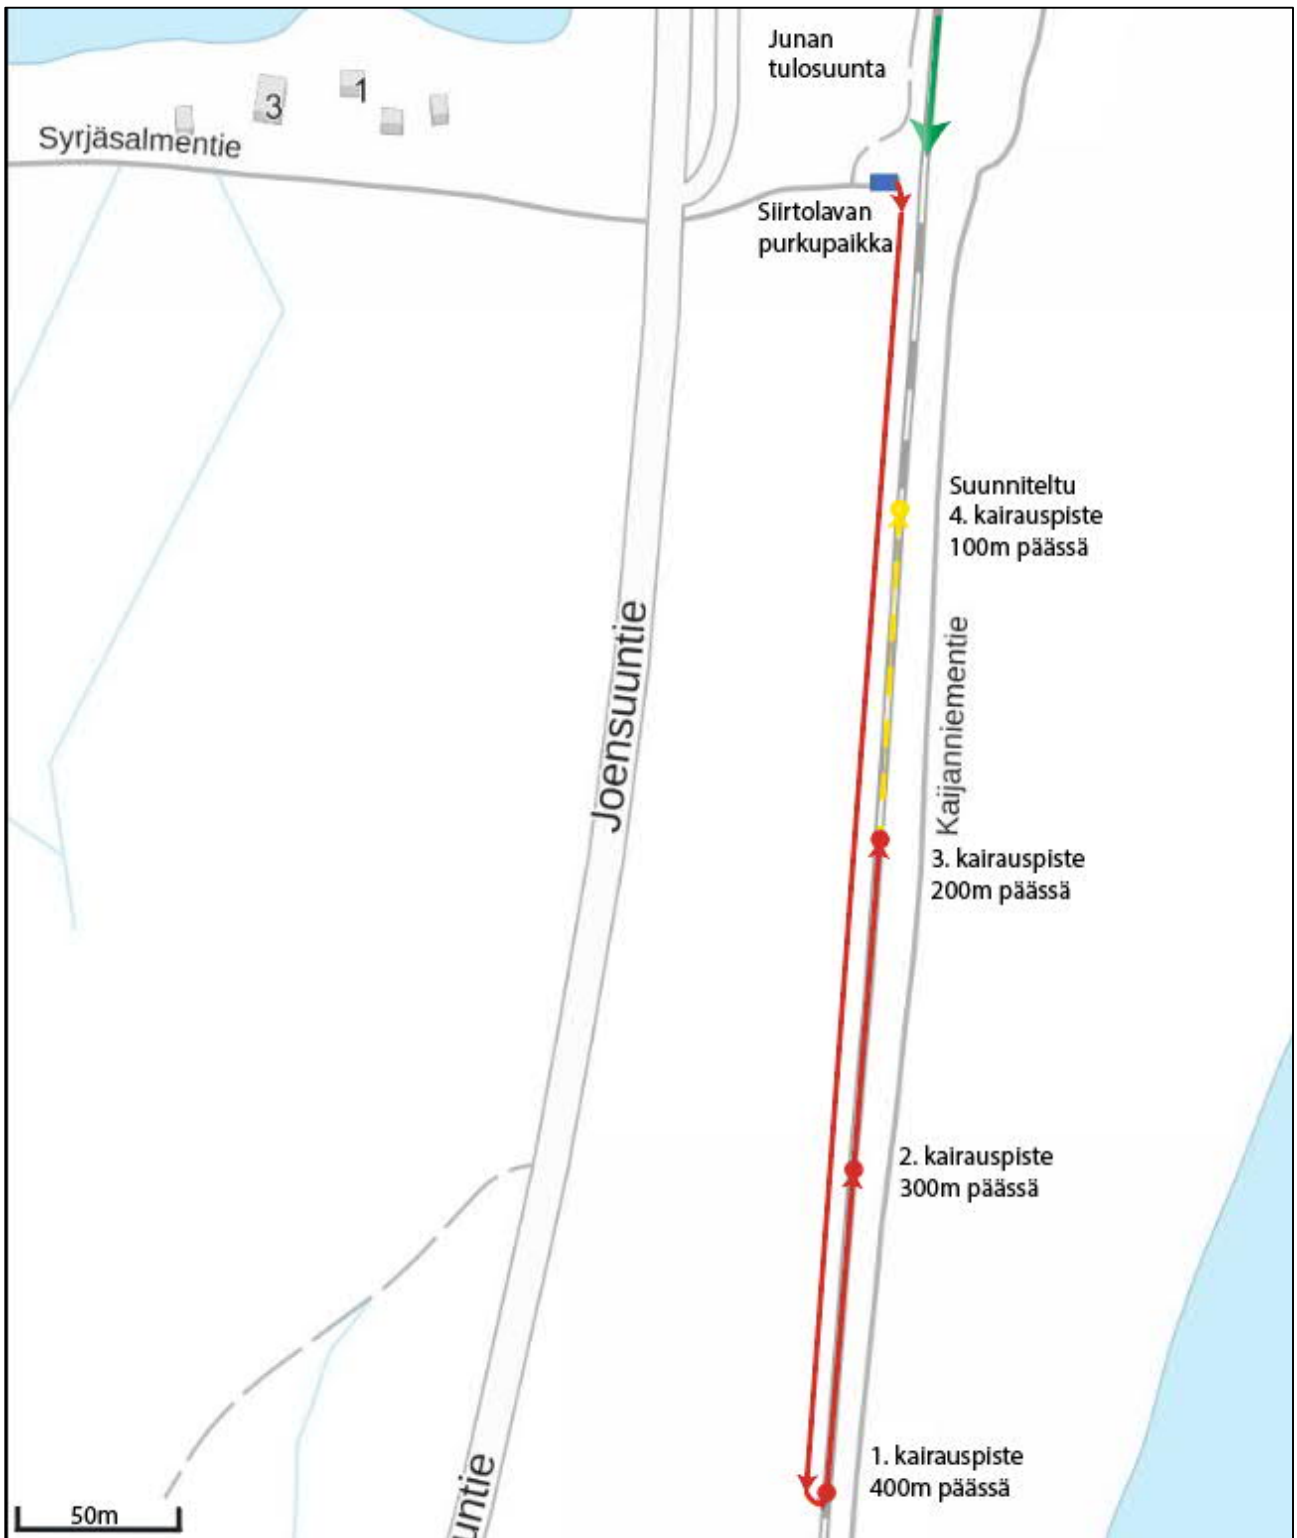 Junan
tulosuunta
3
1
Syrjäsalmentie
Siirtolavan
purkupaikka
Suunniteltu
4. kairauspiste
100m päässä
Joensuuntie
Kaijanniementie
3. kairauspiste
200m päässä
2. kairauspiste
300m päässä
1. kairauspiste
400m päässä
untie
50m